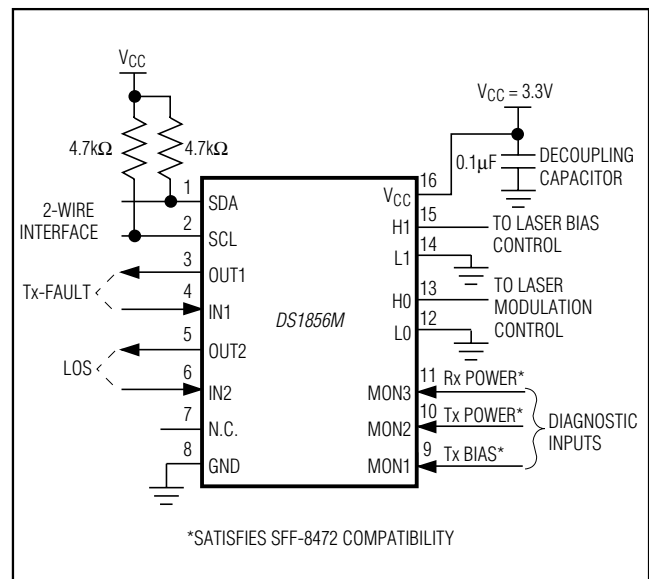 VCC
VCC = 3.3V
4.7kΩ
4.7kΩ
0.1µF
DECOUPLING
CAPACITOR
2-WIRE
INTERFACE
Tx-FAULT
LOS
1
SDA
2
SCL
3
OUT1
4
IN1
5
OUT2
6
IN2
7
N.C.
8
GND
DS1856M
16
VCC
15
H1
TO LASER BIAS
CONTROL
14
L1
13
H0
TO LASER
MODULATION
CONTROL
12
L0
11
MON3
Rx POWER*
10
MON2
Tx POWER*
9
MON1
Tx BIAS*
DIAGNOSTIC
INPUTS
*SATISFIES SFF-8472 COMPATIBILITY